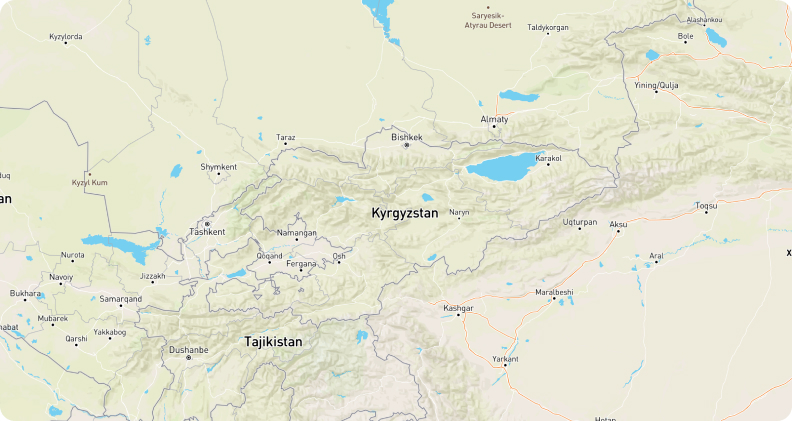 Saryesik-
Atyrau Desert
Alashankou
Taldykorgan
Kyzylorda
Bole
Yining/Qulja
Almaty
Taraz
Bishkek
Karakol
Shymkent
Kyzyl Kum
an
Kyrgyzstan
Naryn
Toqsu
Uqturpan
Aksu
Tashkent
Namangan
Nurota
Qoqand
Fergana
Osh
Aral
x
Navoiy
Jizzakh
Bukhara
Samarqand
Maralbeshi
Kashgar
Mubarek
habat
Yakkabog
Qarshi
Tajikistan
Dushanbe
Yarkant
Hotan